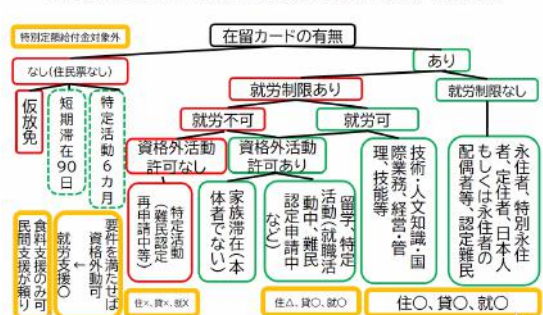 特別定額給付金対象外
在留カードの有無
なし(住民票なし)
あり
就労制限あり
就労制限なし
仮放免
短期滞在90日
特定活動6カ月
就労不可
就労可
資格外活動
許可なし
資格外活動
許可あり
特定活動
(難民認定
再申請中等)
家族滞在(本
体者でない)
留学、特定
活動(就職活
動中、難民
認定申請中
など)
技術・人文知識・国
際業務、経営・管
理、技能等
永住者、特別永住
者、定住者、日本人
もしくは永住者の
配偶者等、認定難民
食料支援のみ可
民間支援が頼り
要件を満たせば
資格外動可
←
就労支援〇
住×、貸×、就X
住△、貸〇、就〇
住〇、貸〇、就〇